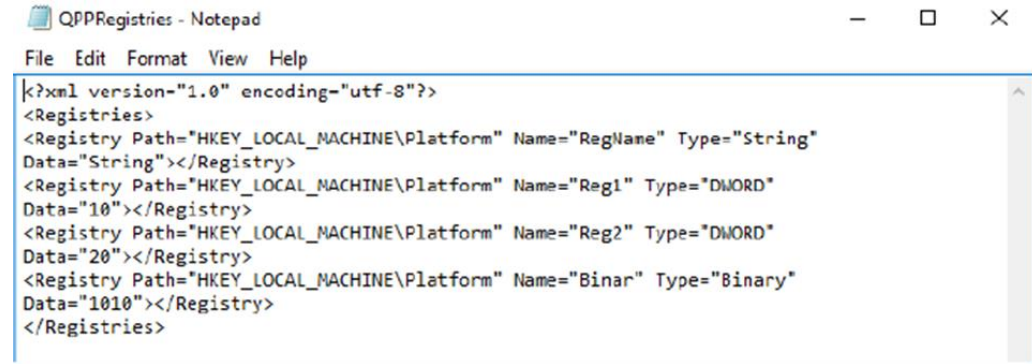 QPPRegistries - Notepad
File Edit Format View Help
<?xml version="1.0" encoding="utf-8"?>
<Registries>
<Registry Path="HKEY_LOCAL_MACHINE\Platform" Name="RegName" Type="String"
Data="String"></Registry>
<Registry Path="HKEY_LOCAL_MACHINE\Platform" Name="Reg1" Type="DWORD"
Data="10"></Registry>
<Registry Path="HKEY_LOCAL_MACHINE\Platform" Name="Reg2" Type="DWORD"
Data="20"></Registry>
<Registry Path="HKEY_LOCAL_MACHINE\Platform" Name="Binar" Type="Binary"
Data="1010"></Registry>
</Registries>